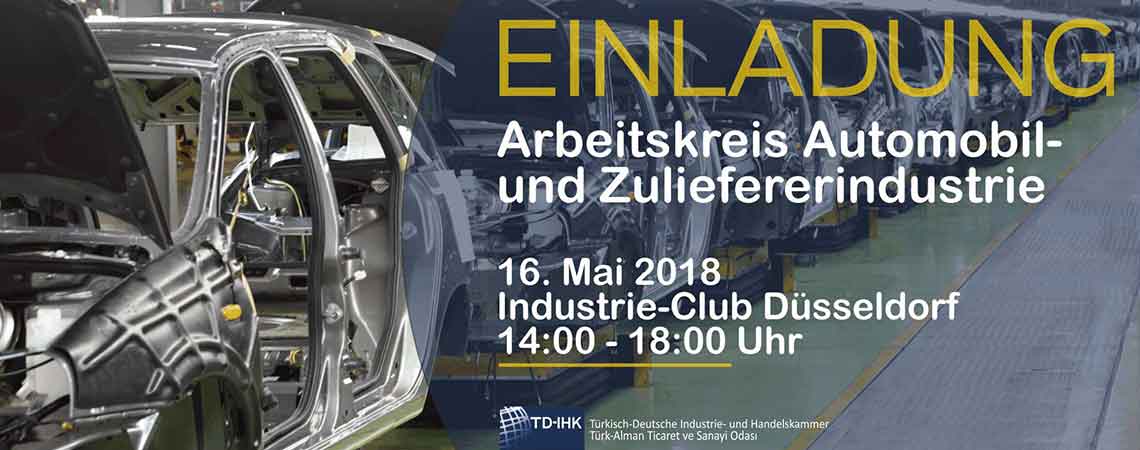 EINLADUNG
Arbeitskreis Automobil-
und Zuliefererindustrie
16. Mai 2018
Industrie-Club Düsseldorf
14:00 - 18:00 Uhr
TD-IHK
Türkisch-Deutsche Industrie- und Handelskammer
Türk-Alman Ticaret ve Sanayi Odası